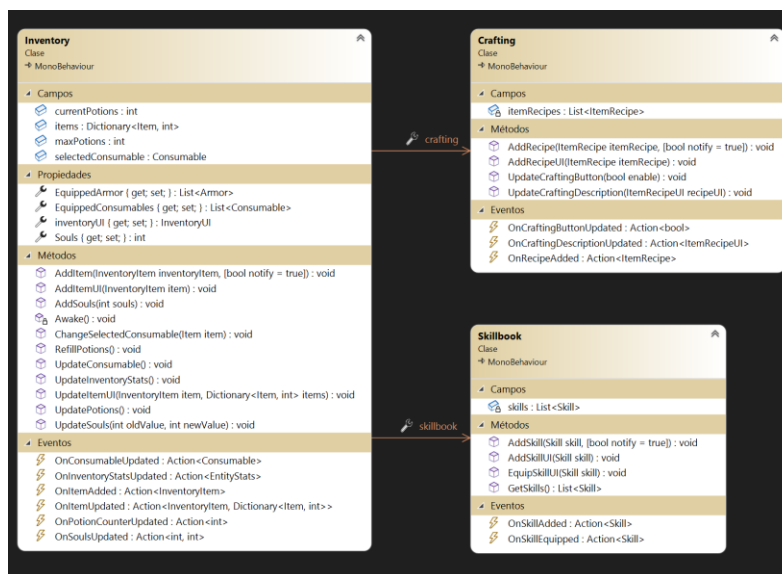 Inventory
Clase
MonoBehaviour
Campos
currentPotions : int
items : Dictionary<Item, int>
maxPotions : int
selectedConsumable : Consumable
Propiedades
EquippedArmor { get; set; } : List<Armor>
EquippedConsumables { get; set; } : List<Consumable>
inventoryUI { get; set; } : InventoryUI
Souls { get; set; } : int
Métodos
AddItem(InventoryItem inventoryItem, [bool notify = true]) : void
AddItemUI(InventoryItem item) : void
AddSouls(int souls) : void
Awake() : void
ChangeSelectedConsumable(Item item) : void
RefillPotions() : void
UpdateConsumable() : void
UpdateInventoryStats() : void
UpdateItemUI(InventoryItem item, Dictionary<Item, int> items) : void
UpdatePotions() : void
UpdateSouls(int oldValue, int newValue) : void
Eventos
OnConsumableUpdated : Action<Consumable>
OnInventoryStatsUpdated : Action<EntityStats>
OnItemAdded : Action<InventoryItem>
OnItemUpdated : Action<InventoryItem, Dictionary<Item, int>>
OnPotionCounterUpdated : Action<int>
OnSoulsUpdated : Action<int, int>
crafting
Crafting
Clase
MonoBehaviour
Campos
itemRecipes : List<ItemRecipe>
Métodos
AddRecipe(ItemRecipe itemRecipe, [bool notify = true]) : void
AddRecipeUI(ItemRecipe itemRecipe) : void
UpdateCraftingButton(bool enable) : void
UpdateCraftingDescription(ItemRecipeUI recipeUI) : void
Eventos
OnCraftingButtonUpdated : Action<bool>
OnCraftingDescriptionUpdated : Action<ItemRecipeUI>
OnRecipeAdded : Action<ItemRecipe>
skillbook
Skillbook
Clase
MonoBehaviour
Campos
skills : List<Skill>
Métodos
AddSkill(Skill skill, [bool notify = true]) : void
AddSkillUI(Skill skill) : void
EquipSkillUI(Skill skill) : void
GetSkills() : List<Skill>
Eventos
OnSkillAdded : Action<Skill>
OnSkillEquipped : Action<Skill>